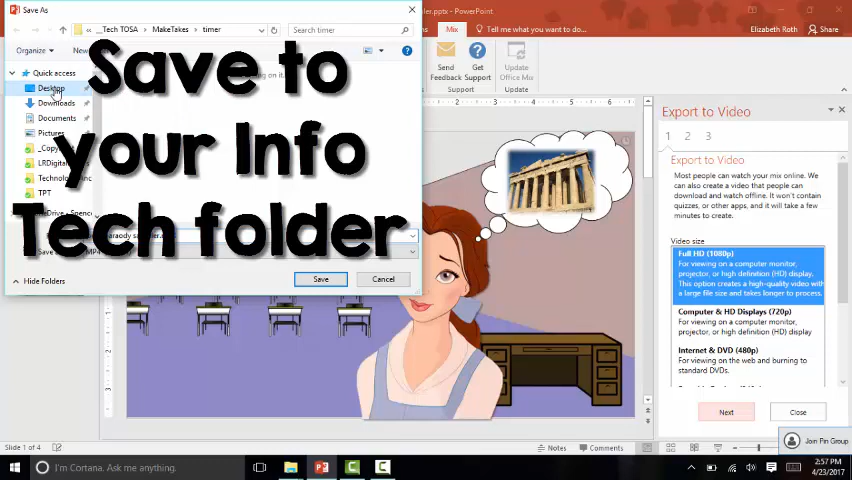 Save As
__Tech TOSA > MakeTakes > timer
Search timer
Organize
New
Quick access
Desktop
Downloads
Documents
Pictures
TPT
Save to
your Info
Tech folder
Hide Folders
Save
Cancel
PowerPoint
Mix
Tell me what you want to do...
Elizabeth Roth
Share
Send Feedback
Get Support
Update Office Mix
Support
Export to Video
1 2 3
Export to Video
Most people can watch your mix online. We
can also create a video that people can
download and watch offline. It won't contain
quizzes, or other apps, and it will take a few
minutes to create.
Video size
Full HD (1080p)
For viewing on a computer monitor,
projector, or high definition (HD) display.
This option creates a high-quality video with
a large file size and takes longer to process.
Computer & HD Displays (720p)
For viewing on a computer monitor,
projector, or high definition (HD) display
Internet & DVD (480p)
For viewing on the web and burning to
standard DVDs.
Next
Close
Join Pin Group
Slide 1 of 4
Notes
Comments
I'm Cortana. Ask me anything.
2:57 PM
4/23/2017